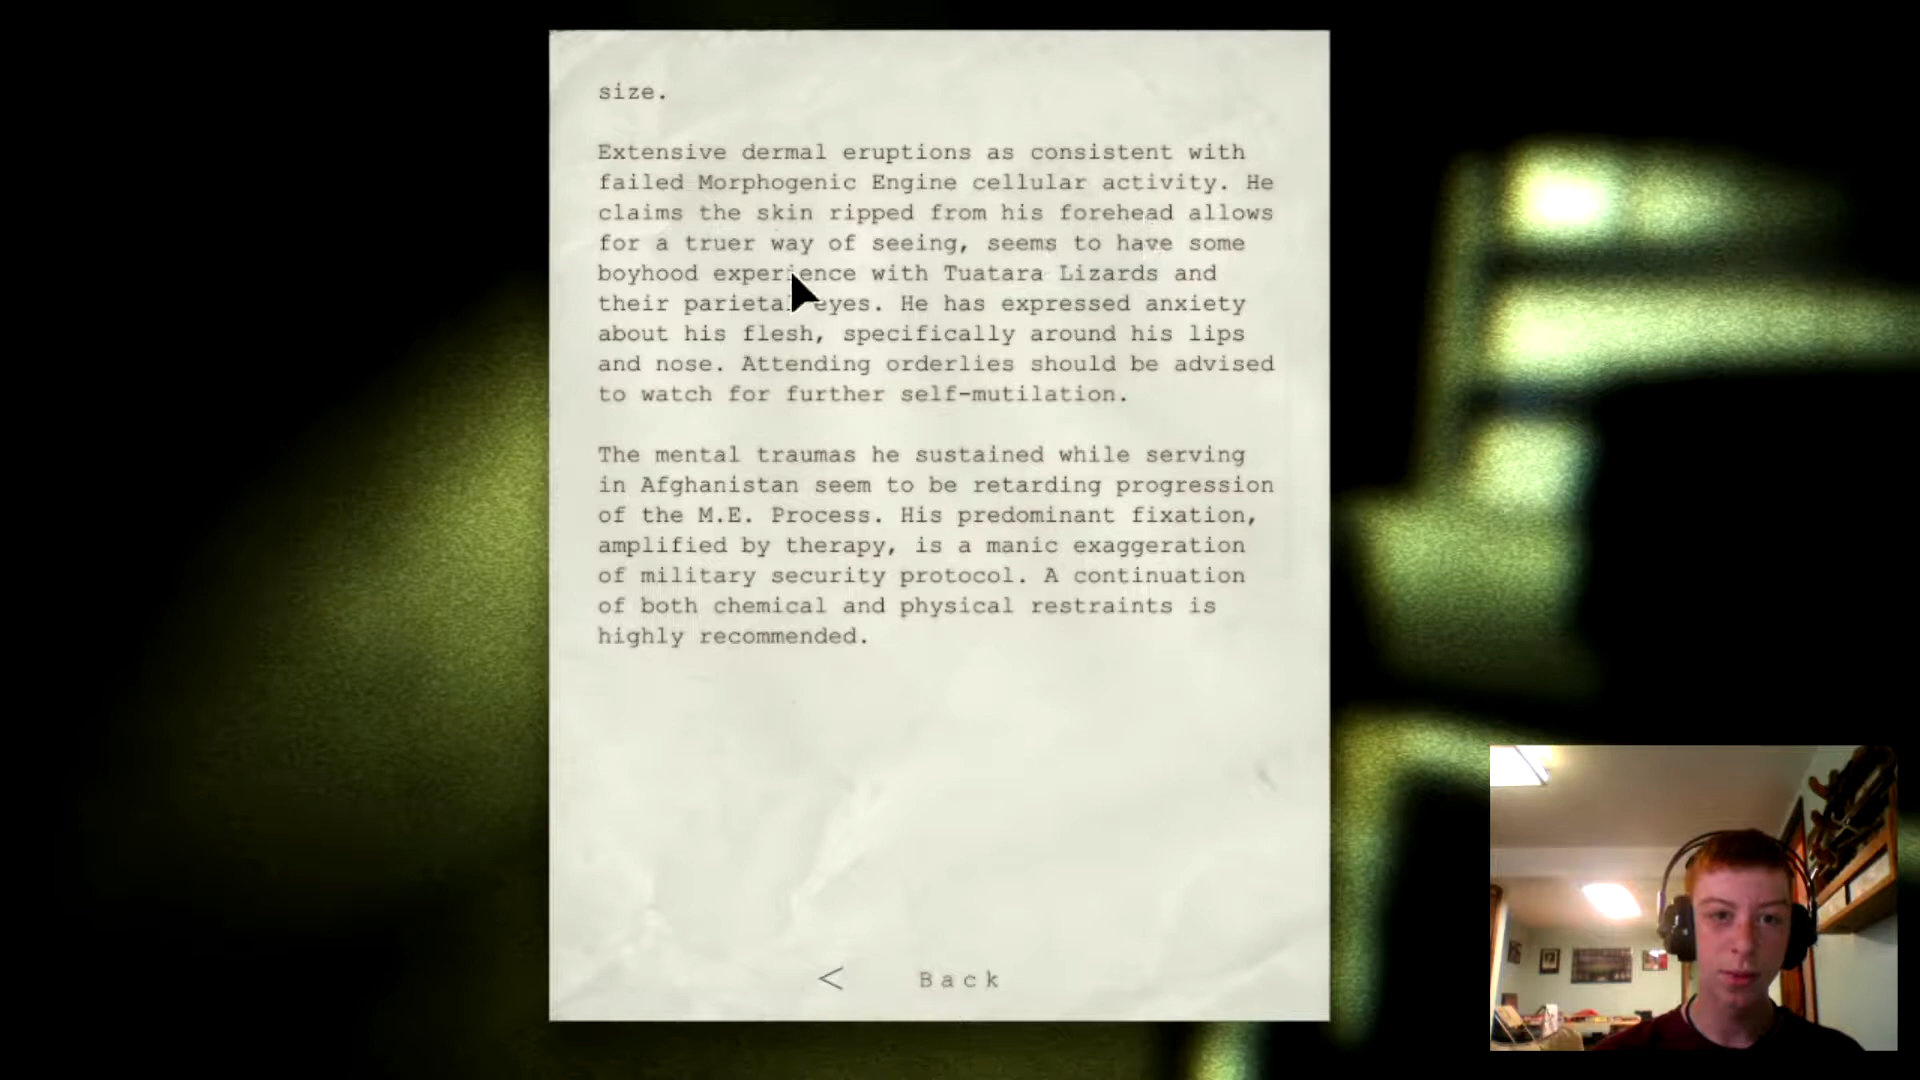 size.
Extensive dermal eruptions as consistent with
failed Morphogenic Engine cellular activity. He
claims the skin ripped from his forehead allows
for a truer way of seeing, seems to have some
boyhood experience with Tuatara Lizards and
their parietal eyes. He has expressed anxiety
about his flesh, specifically around his lips
and nose. Attending orderlies should be advised
to watch for further self-mutilation.
The mental traumas he sustained while serving
in Afghanistan seem to be retarding progression
of the M.E. Process. His predominant fixation,
amplified by therapy, is a manic exaggeration
of military security protocol. A continuation
of both chemical and physical restraints is
highly recommended.
< Back